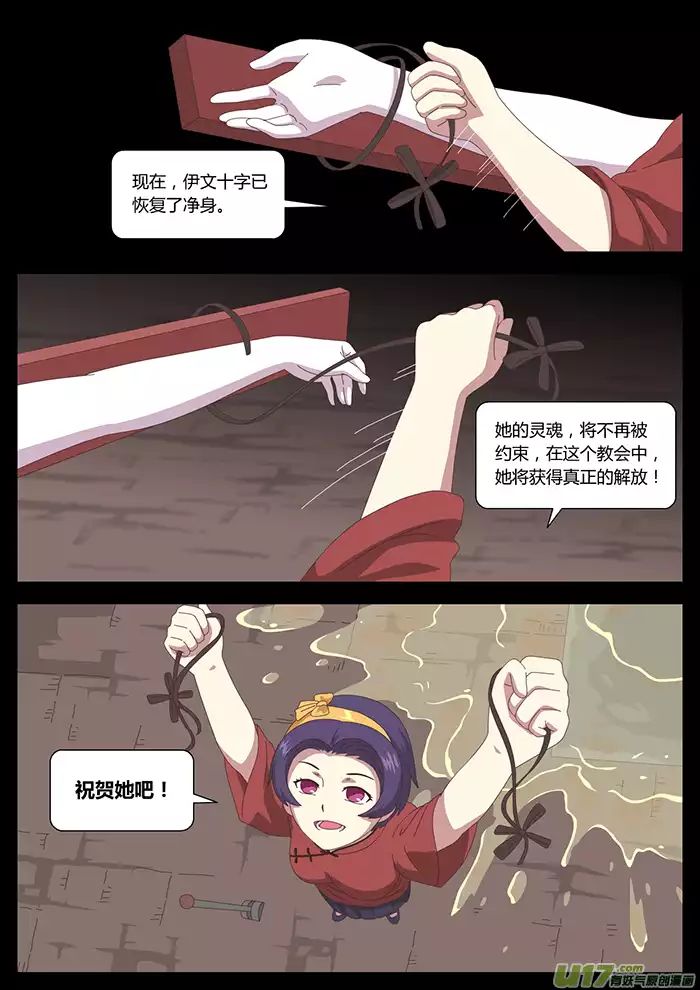 现在，伊文十字已
恢复了净身。
她的灵魂，将不再被
约束，在这个教会中，
她将获得真正的解放！
祝贺她吧！
U17.com
有妖气原创漫画